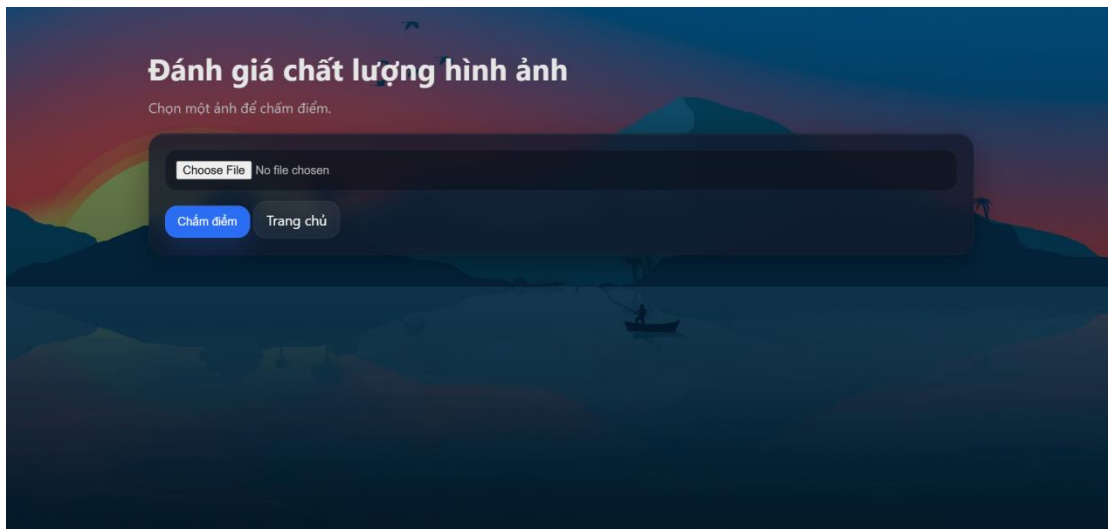 Đánh giá chất lượng hình ảnh
Chọn một ảnh để chấm điểm.
Choose File No file chosen
Chấm điểm Trang chủ